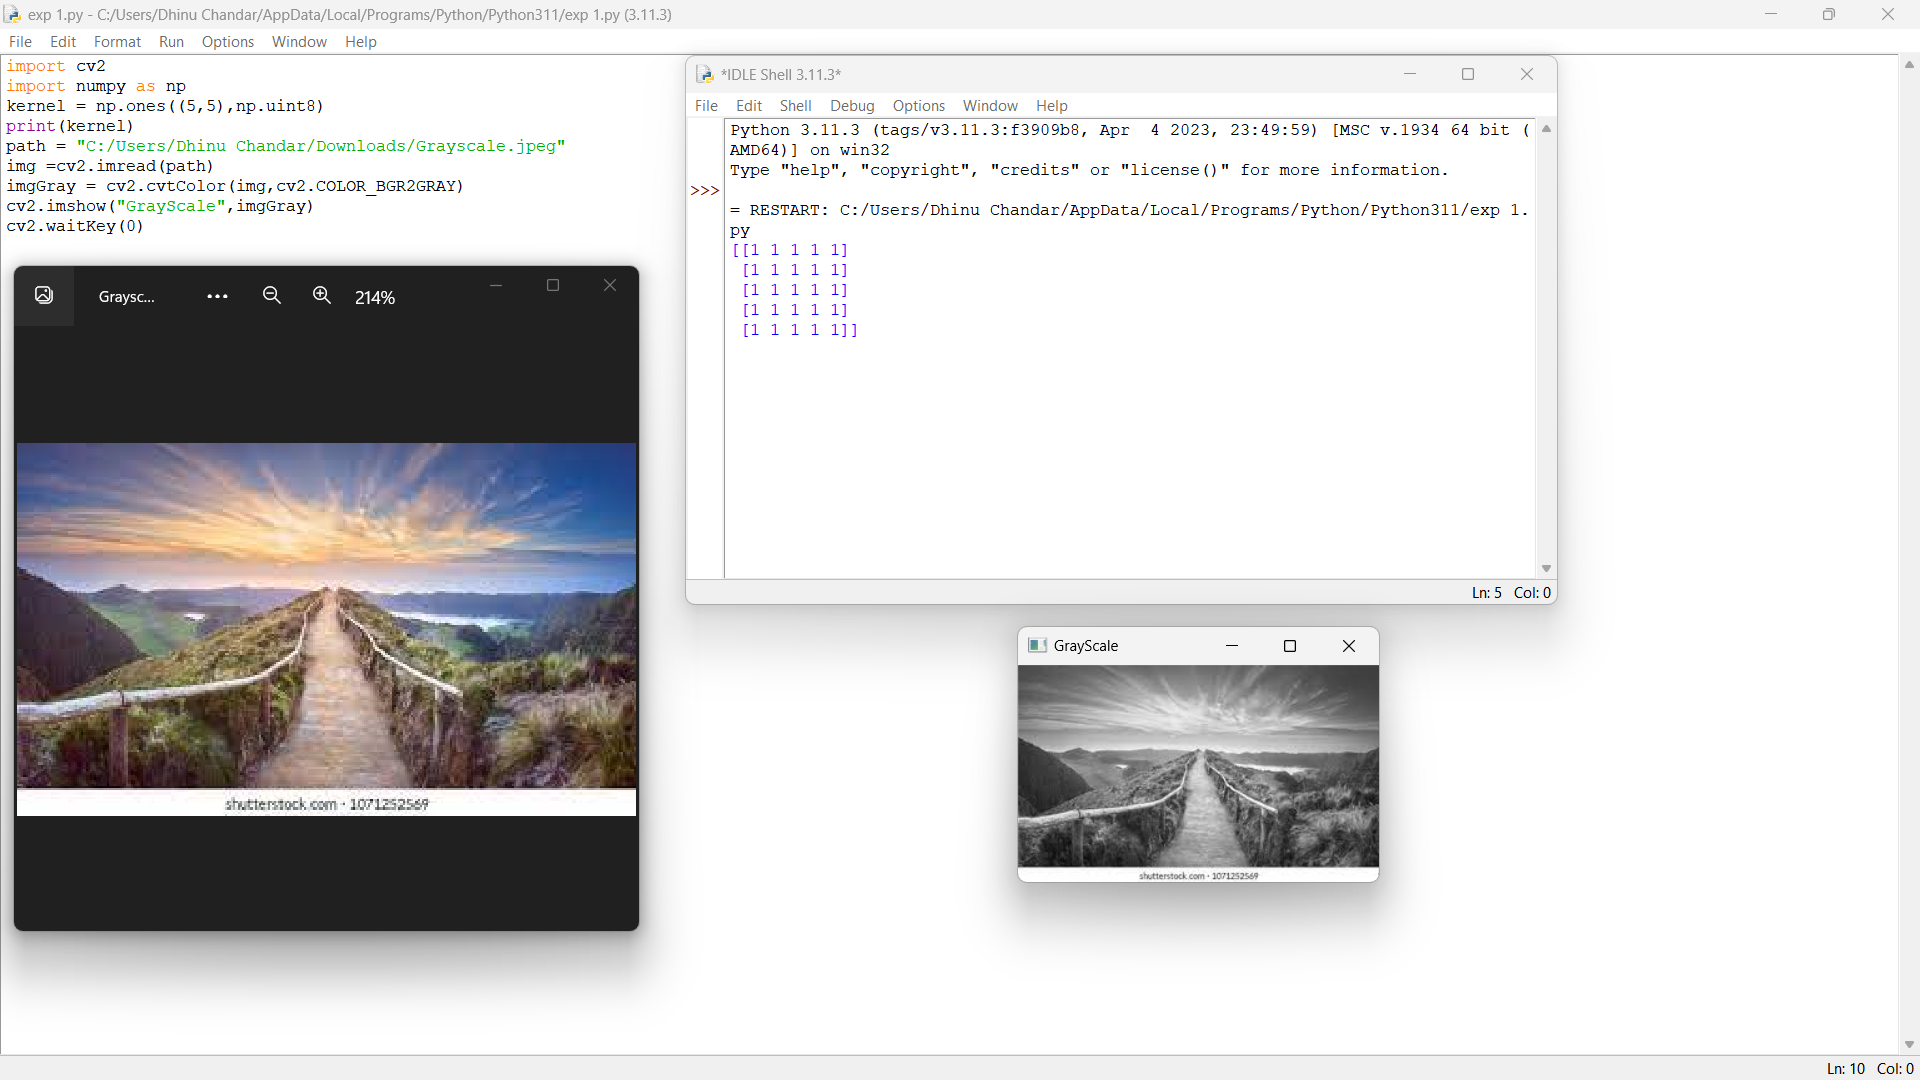 exp 1.py - C:/Users/Dhinu Chandar/AppData/Local/Programs/Python/Python311/exp 1.py (3.11.3)
File Edit Format Run Options Window Help
import cv2
import numpy as np
kernel = np.ones((5,5),np.uint8)
print(kernel)
path = "C:/Users/Dhinu Chandar/Downloads/Grayscale.jpeg"
img =cv2.imread(path)
imgGray = cv2.cvtColor(img,cv2.COLOR_BGR2GRAY)
cv2.imshow("GrayScale",imgGray)
cv2.waitKey(0)
*IDLE Shell 3.11.3*
File Edit Shell Debug Options Window Help
Python 3.11.3 (tags/v3.11.3:f3909b8, Apr  4 2023, 23:49:59) [MSC v.1934 64 bit (
AMD64)] on win32
Type "help", "copyright", "credits" or "license()" for more information.
>>>
= RESTART: C:/Users/Dhinu Chandar/AppData/Local/Programs/Python/Python311/exp 1.
py
[[1 1 1 1 1]
 [1 1 1 1 1]
 [1 1 1 1 1]
 [1 1 1 1 1]
 [1 1 1 1 1]]
Ln: 5 Col: 0
Graysc... ••• 214%
shutterstock.com · 1071252569
GrayScale
shutterstock.com · 1071252569
Ln: 10 Col: 0